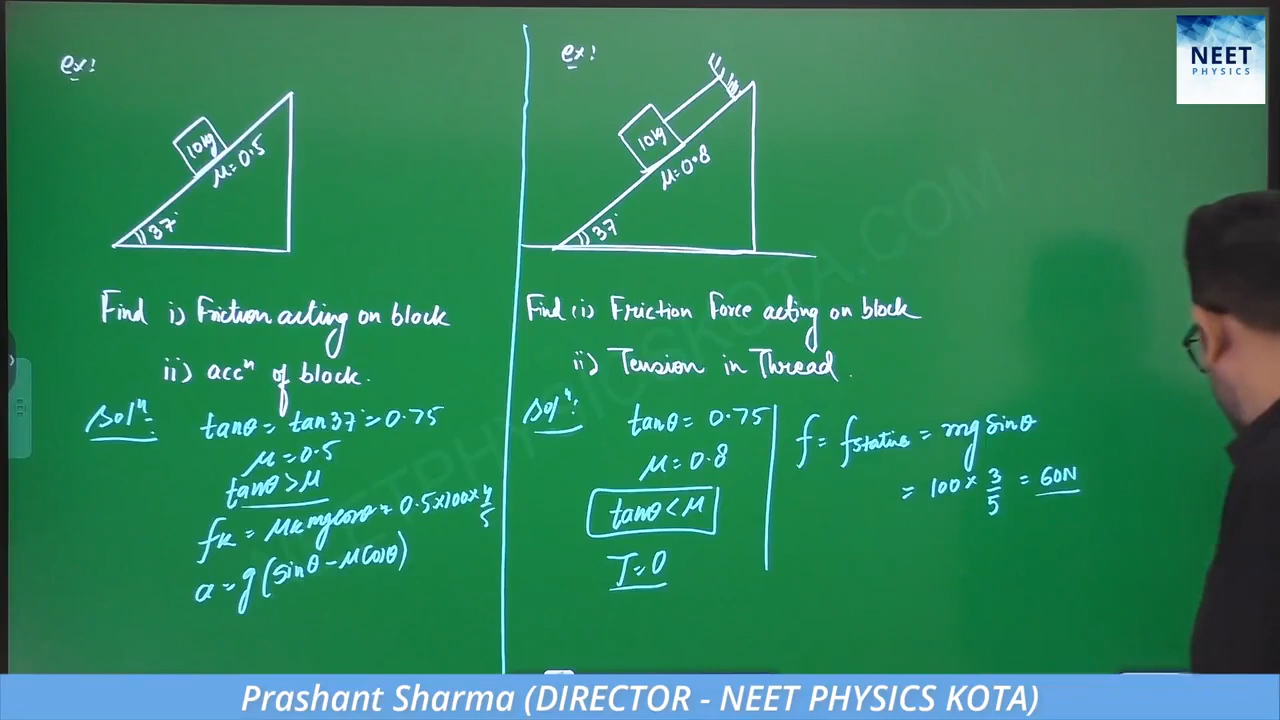 NEET
PHYSICS
ex:
10kg
μ=0.5
37°
Find i) Friction acting on block
ii) accⁿ of block.
Solⁿ:
tanθ = tan37° = 0.75
μ = 0.5
tanθ > μ
fK = μK mg cosθ = 0.5×100×4/5
a = g(sinθ - μcosθ)
ex:
10kg
μ=0.8
37°
Find (i) Friction Force acting on block
ii) Tension in Thread.
Solⁿ:
tanθ = 0.75
μ = 0.8
tanθ < μ
T=0
f = fstatic = mg sinθ
= 100 × 3/5 = 60N
NEETPHYSICSKOTA.COM
Prashant Sharma (DIRECTOR - NEET PHYSICS KOTA)